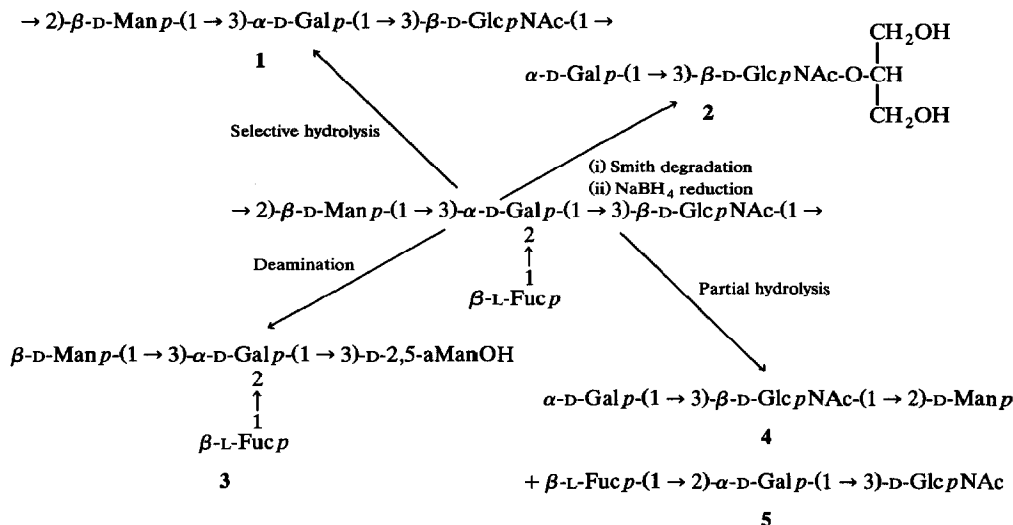 → 2)-β-D-Manp-(1 → 3)-α-D-Galp-(1 → 3)-β-D-GlcpNAc-(1 →
1
CH₂OH
α-D-Galp-(1 → 3)-β-D-GlcpNAc-O-CH
CH₂OH
2
Selective hydrolysis
(i) Smith degradation
(ii) NaBH₄ reduction
→ 2)-β-D-Manp-(1 → 3)-α-D-Galp-(1 → 3)-β-D-GlcpNAc-(1 →
2
↑
1
β-L-Fucp
Deamination
Partial hydrolysis
β-D-Manp-(1 → 3)-α-D-Galp-(1 → 3)-D-2,5-aManOH
2
↑
1
β-L-Fucp
3
α-D-Galp-(1 → 3)-β-D-GlcpNAc-(1 → 2)-D-Manp
4
+ β-L-Fucp-(1 → 2)-α-D-Galp-(1 → 3)-D-GlcpNAc
5